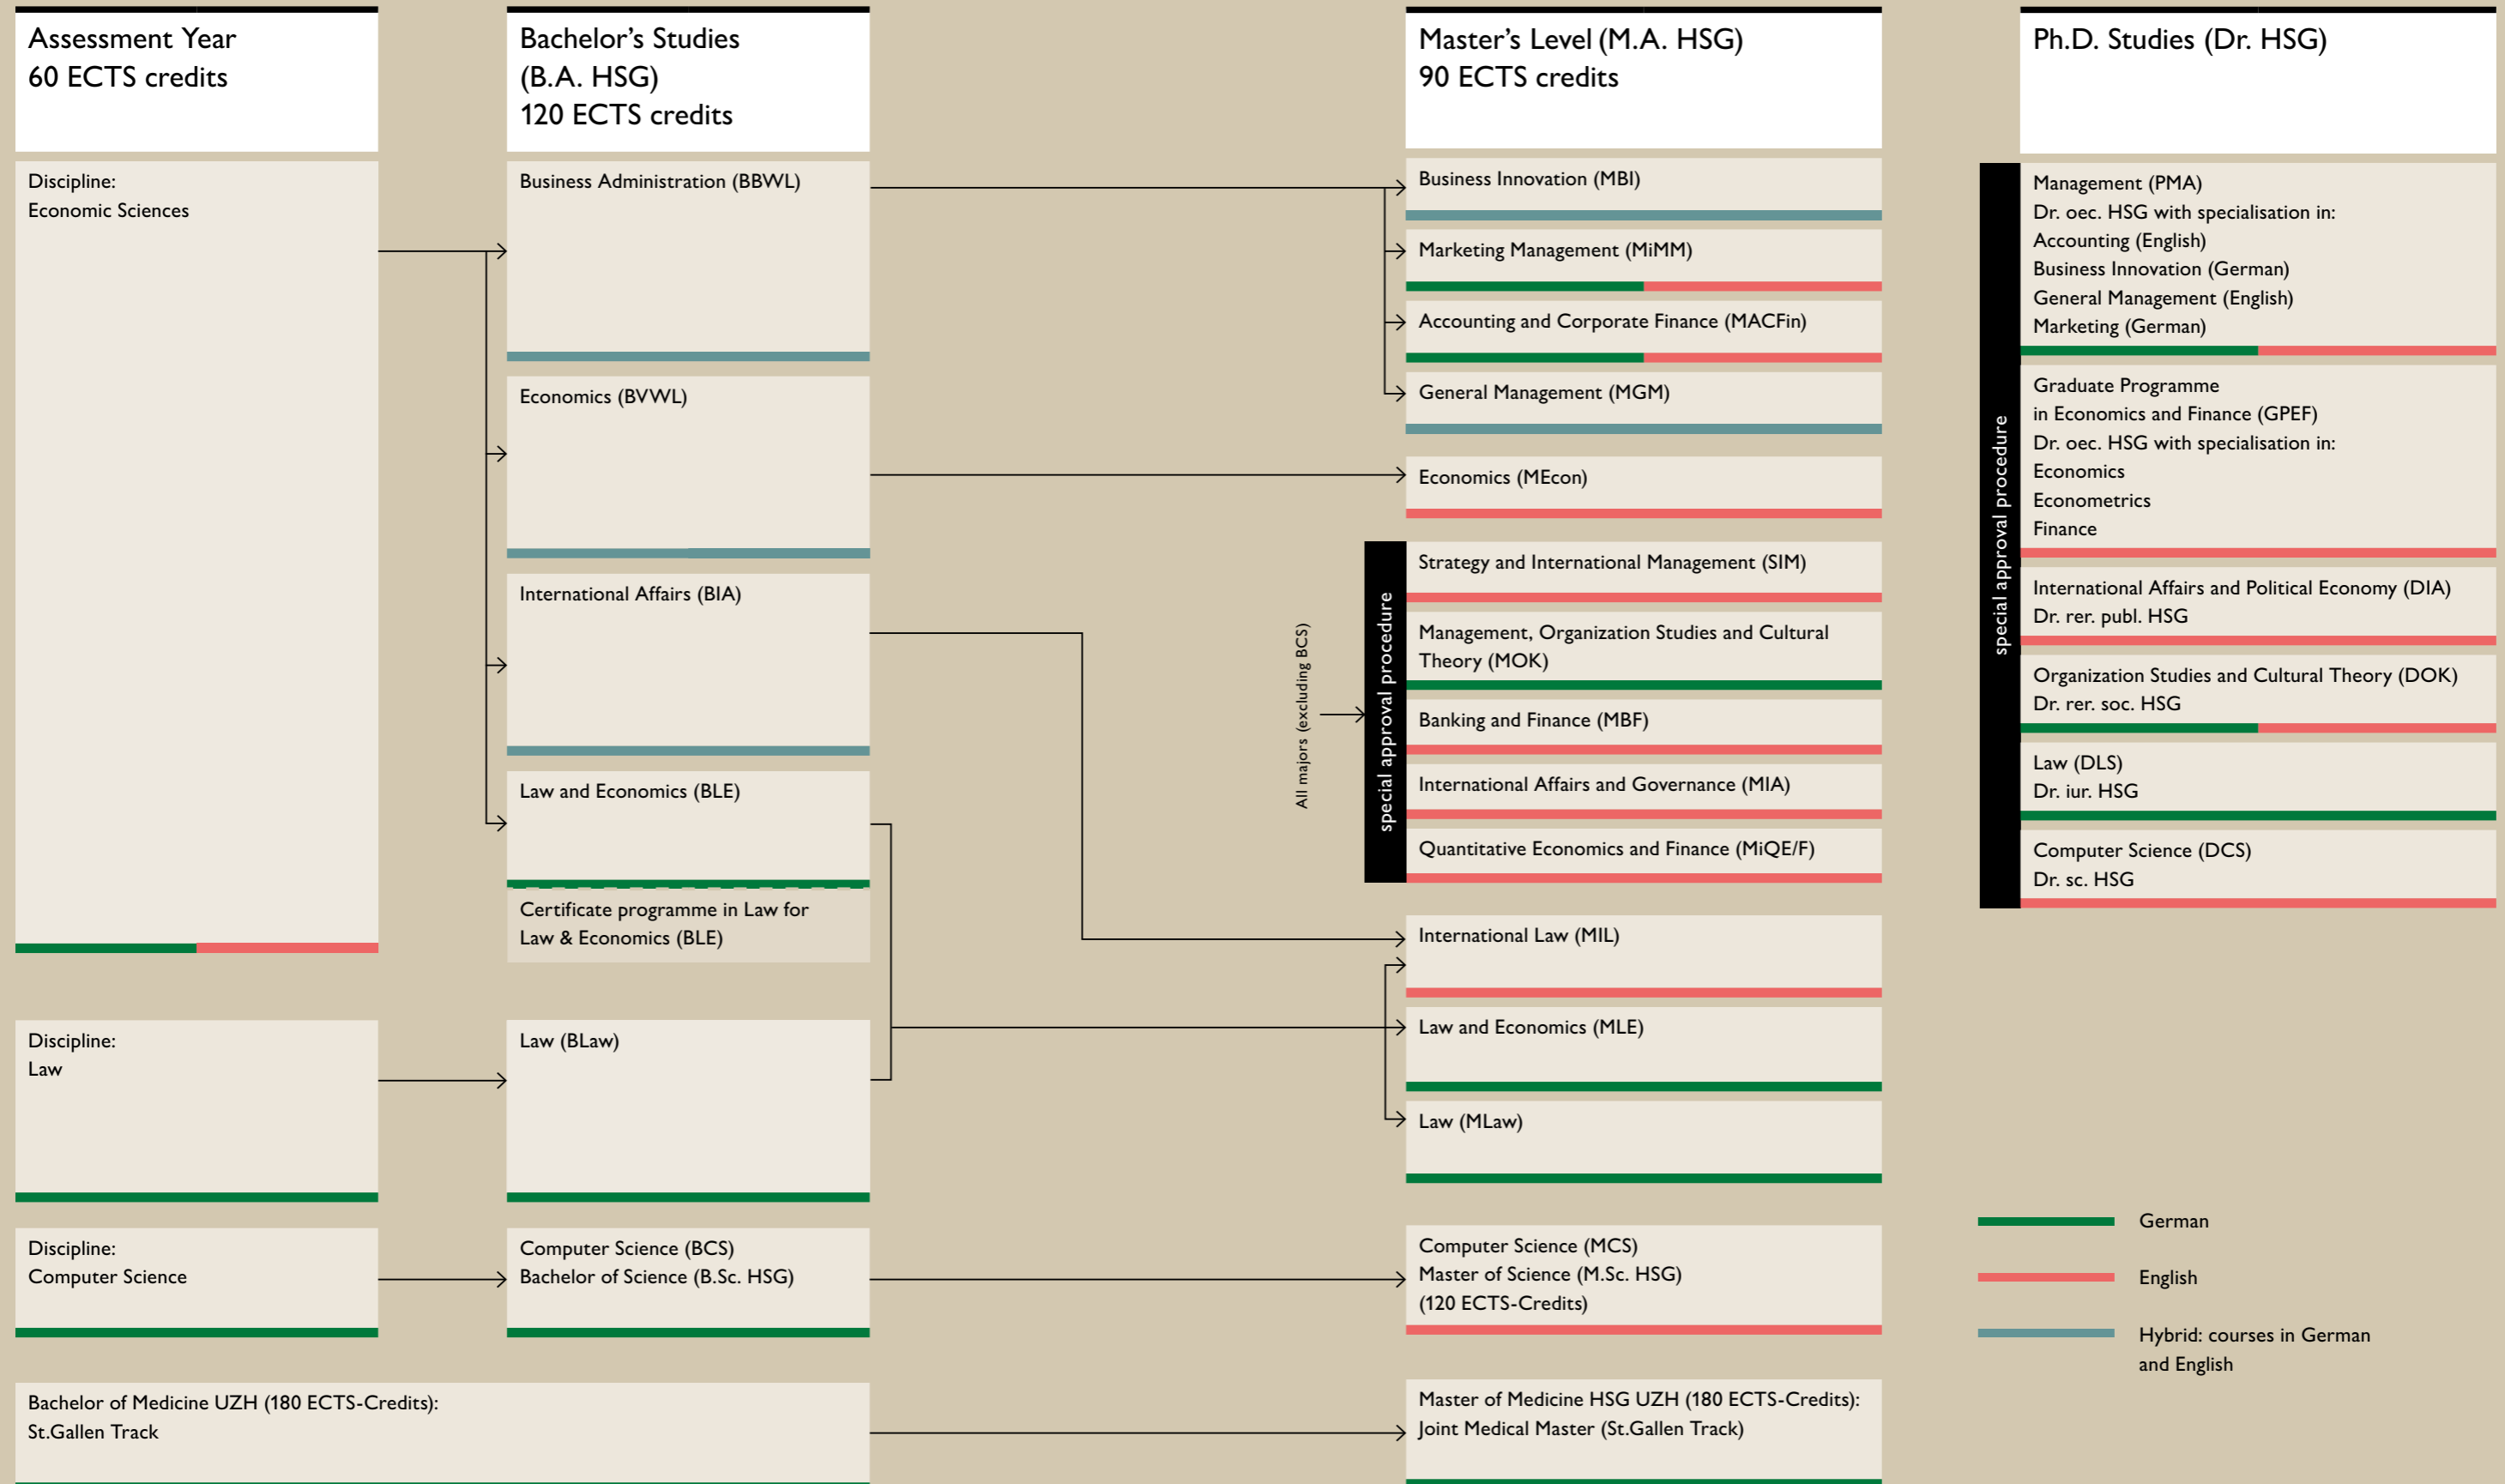 Assessment Year
60 ECTS credits
Discipline:
Economic Sciences
Discipline:
Law
Discipline:
Computer Science
Bachelor of Medicine UZH (180 ECTS-Credits):
St.Gallen Track
Bachelor’s Studies
(B.A. HSG)
120 ECTS credits
Business Administration (BBWL)
Economics (BVWL)
International Affairs (BIA)
Law and Economics (BLE)
Certificate programme in Law for
Law & Economics (BLE)
Law (BLaw)
Computer Science (BCS)
Bachelor of Science (B.Sc. HSG)
Master’s Level (M.A. HSG)
90 ECTS credits
Business Innovation (MBI)
Marketing Management (MiMM)
Accounting and Corporate Finance (MACFin)
General Management (MGM)
Economics (MEcon)
All majors (excluding BCS)
special approval procedure
Strategy and International Management (SIM)
Management, Organization Studies and Cultural
Theory (MOK)
Banking and Finance (MBF)
International Affairs and Governance (MIA)
Quantitative Economics and Finance (MiQE/F)
International Law (MIL)
Law and Economics (MLE)
Law (MLaw)
Computer Science (MCS)
Master of Science (M.Sc. HSG)
(120 ECTS-Credits)
Master of Medicine HSG UZH (180 ECTS-Credits):
Joint Medical Master (St.Gallen Track)
Ph.D. Studies (Dr. HSG)
special approval procedure
Management (PMA)
Dr. oec. HSG with specialisation in:
Accounting (English)
Business Innovation (German)
General Management (English)
Marketing (German)
Graduate Programme
in Economics and Finance (GPEF)
Dr. oec. HSG with specialisation in:
Economics
Econometrics
Finance
International Affairs and Political Economy (DIA)
Dr. rer. publ. HSG
Organization Studies and Cultural Theory (DOK)
Dr. rer. soc. HSG
Law (DLS)
Dr. iur. HSG
Computer Science (DCS)
Dr. sc. HSG
German
English
Hybrid: courses in German
and English